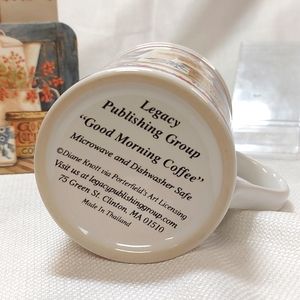 Legacy
Publishing Group
"Good Morning Coffee"
Microwave and Dishwasher Safe
©Diane Knott via Porterfield's Art Licensing
Visit us at legacypublishinggroup.com
75 Green St. Clinton, MA 01510
Made In Thailand